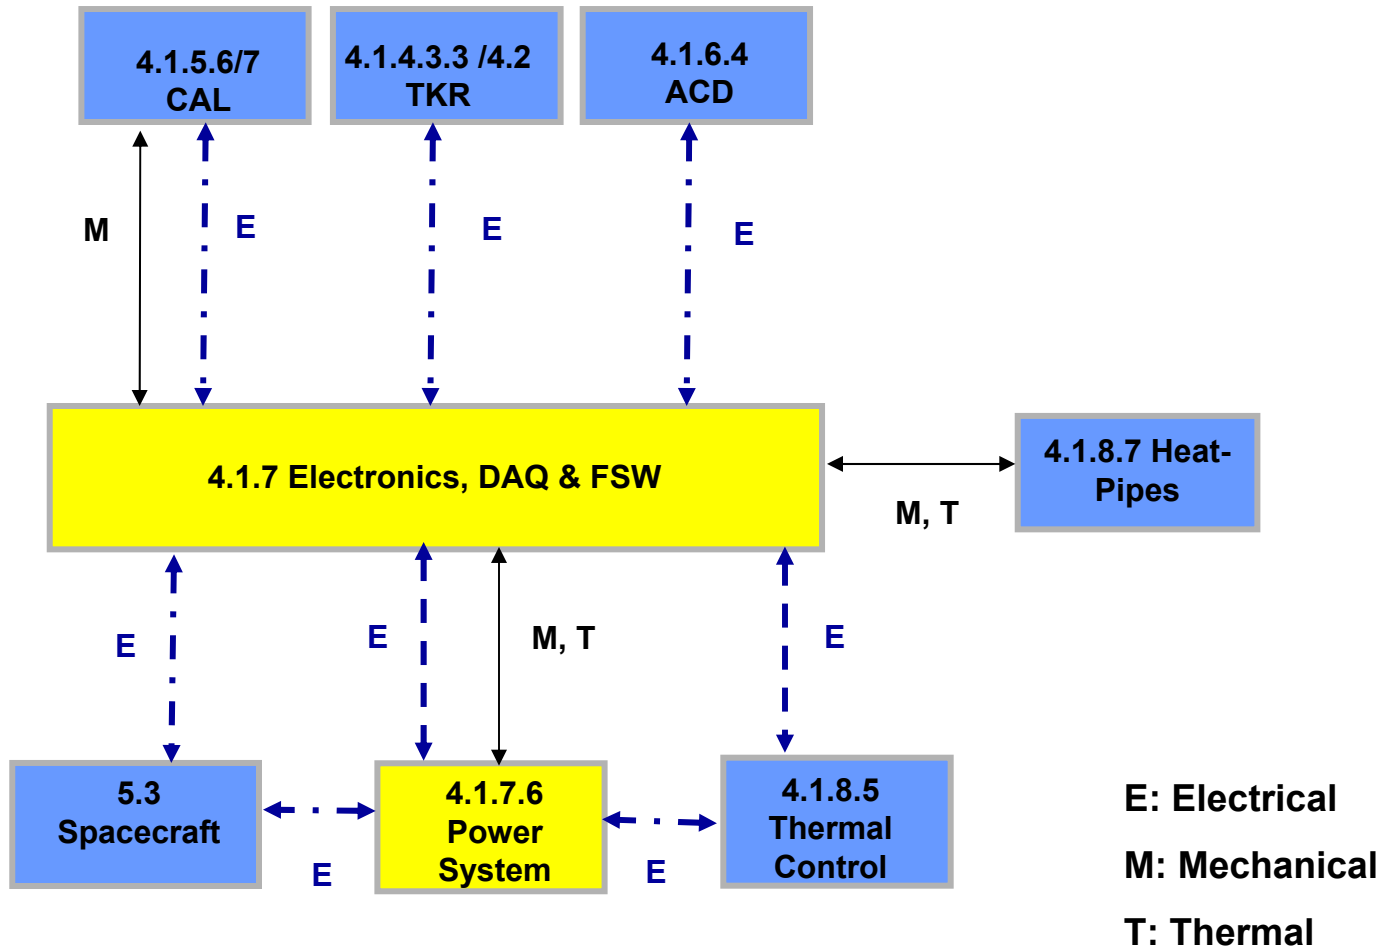 4.1.5.6/7
CAL
4.1.4.3.3 /4.2
TKR
4.1.6.4
ACD
M
E
E
E
4.1.7 Electronics, DAQ & FSW
4.1.8.7 Heat-
Pipes
M, T
E
E
M, T
E
5.3
Spacecraft
4.1.7.6
Power
System
4.1.8.5
Thermal
Control
E
E
E: Electrical
M: Mechanical
T: Thermal